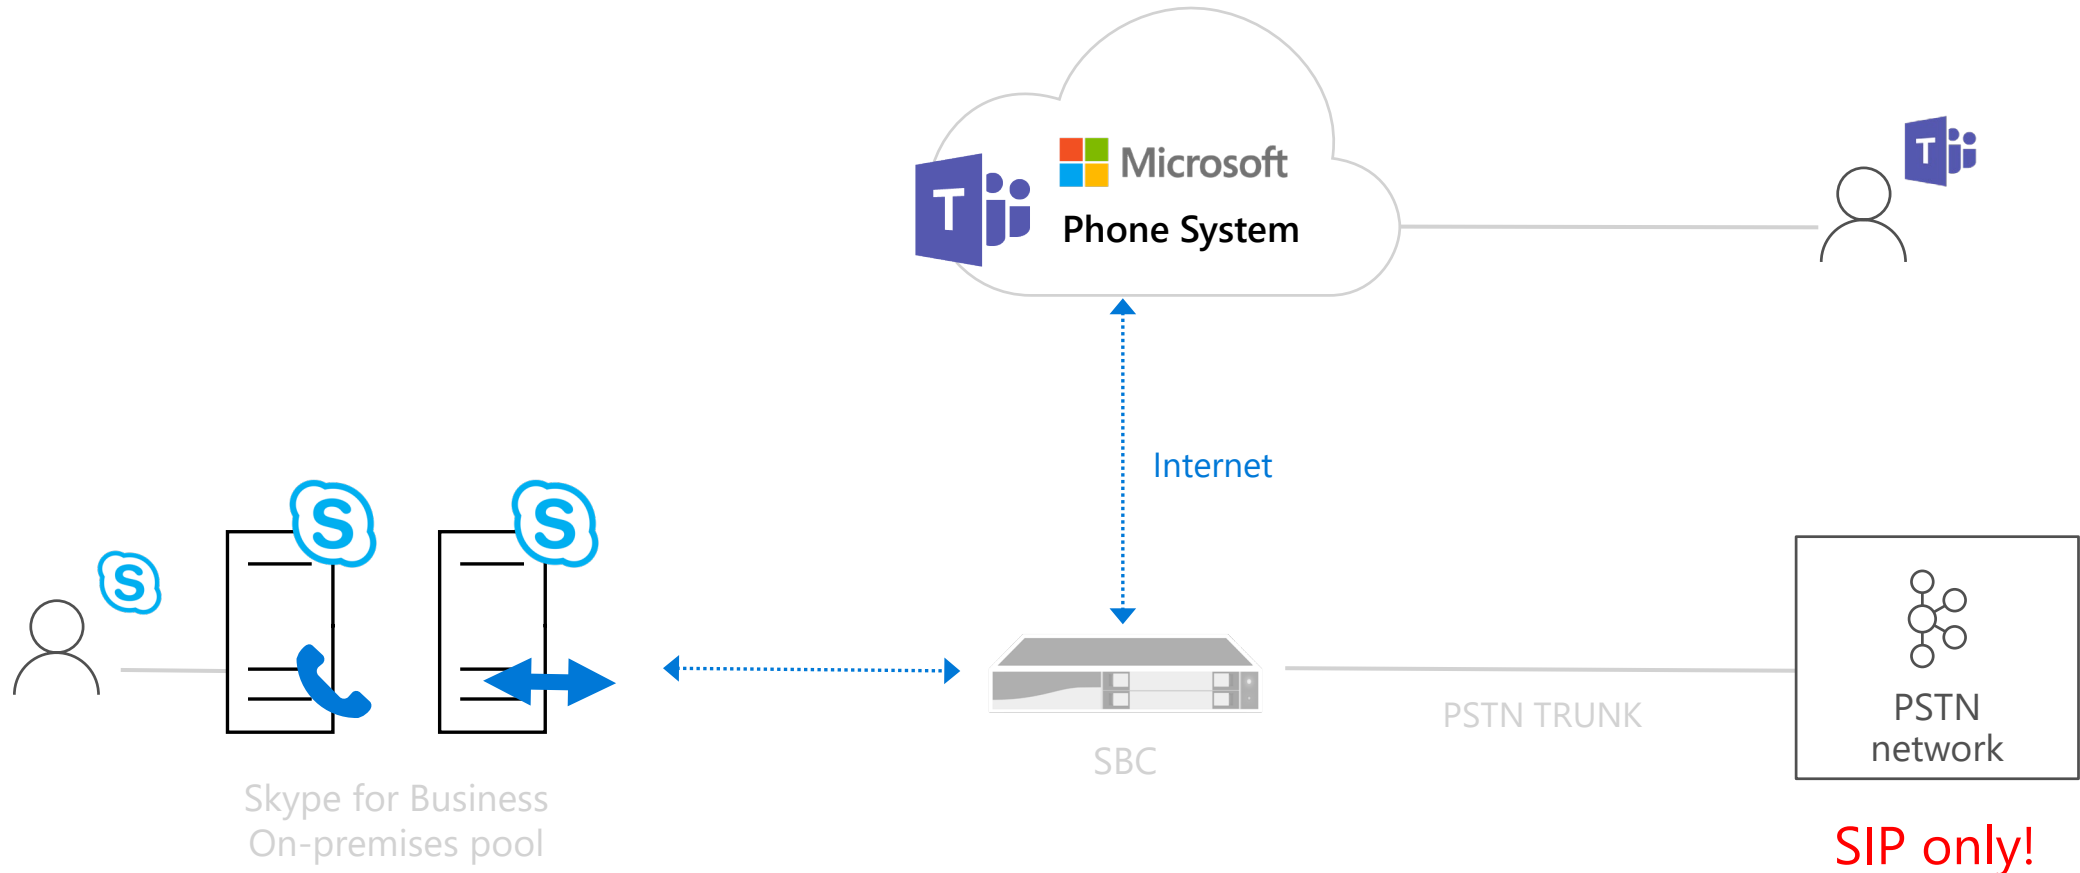 Microsoft
Phone System
T
T
Internet
S
S
S
PSTN TRUNK
PSTN
network
SBC
Skype for Business
On-premises pool
SIP only!